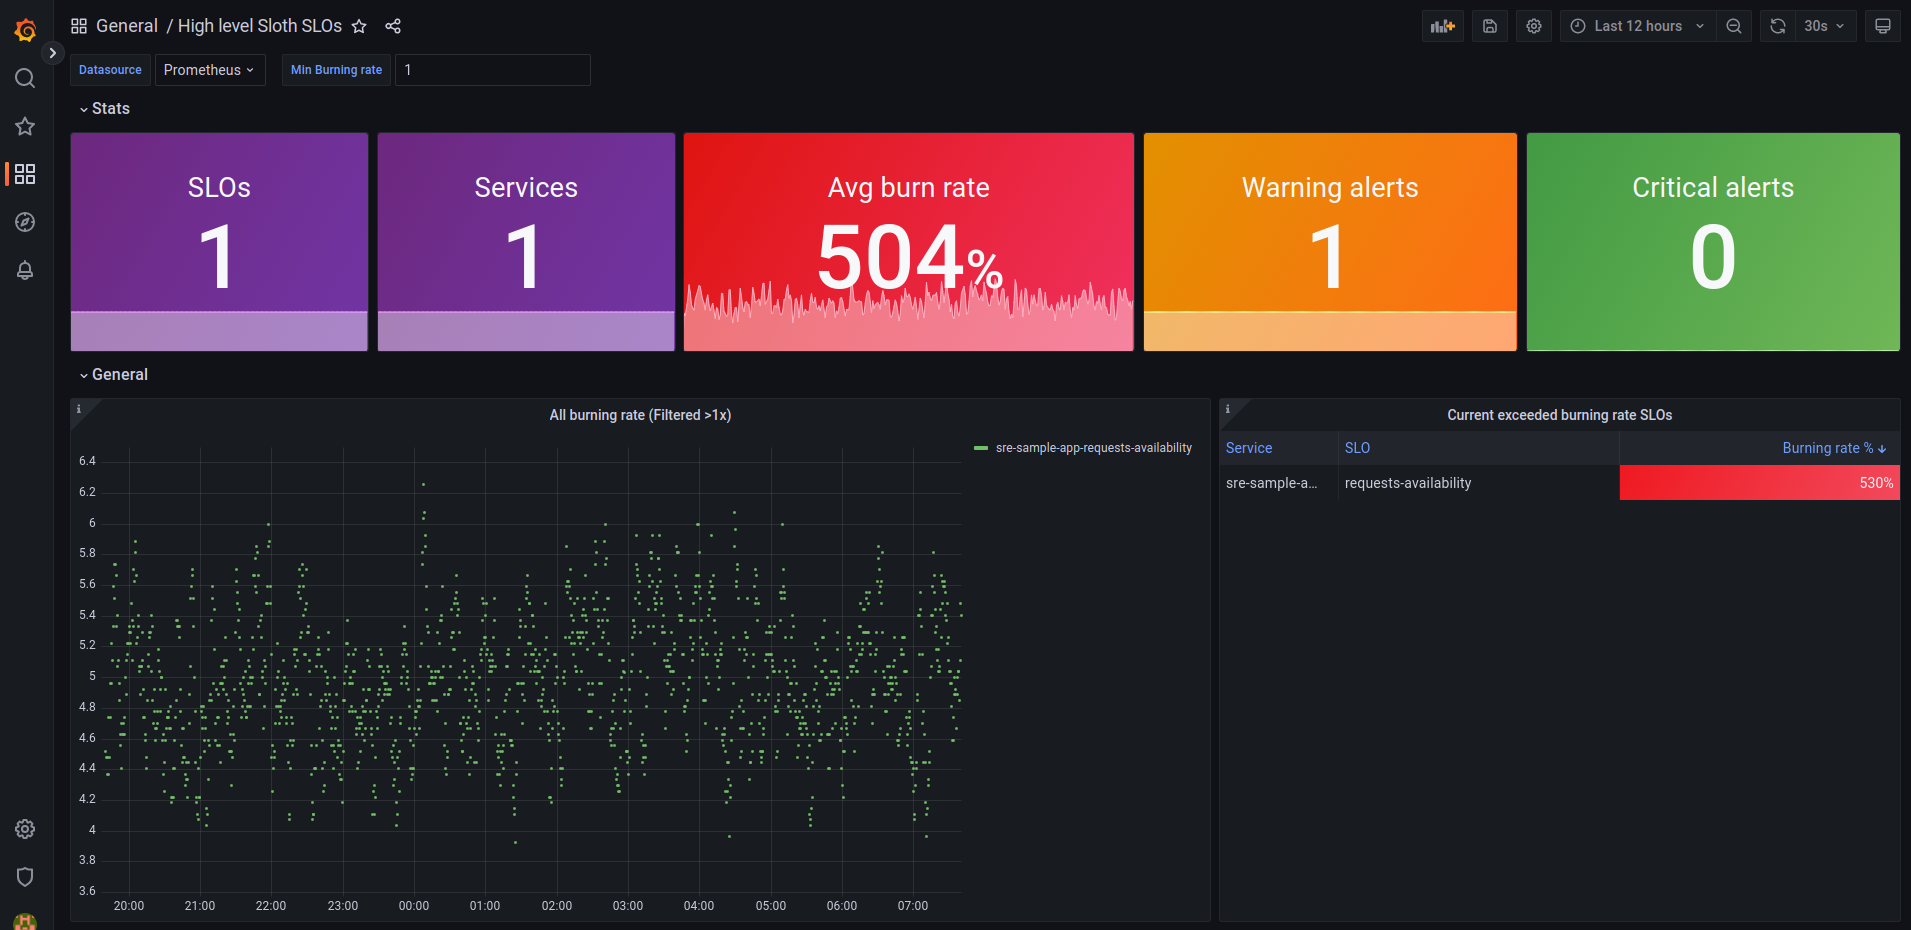 General / High level Sloth SLOs
Last 12 hours
30s
Datasource
Prometheus
Min Burning rate
1
Stats
SLOs
1
Services
1
Avg burn rate
504%
Warning alerts
1
Critical alerts
0
General
i
All burning rate (Filtered >1x)
sre-sample-app-requests-availability
6.4
6.2
6
5.8
5.6
5.4
5.2
5
4.8
4.6
4.4
4.2
4
3.8
3.6
20:00 21:00 22:00 23:00 00:00 01:00 02:00 03:00 04:00 05:00 06:00 07:00
i
Current exceeded burning rate SLOs
Service SLO Burning rate %
sre-sample-a... requests-availability 530%